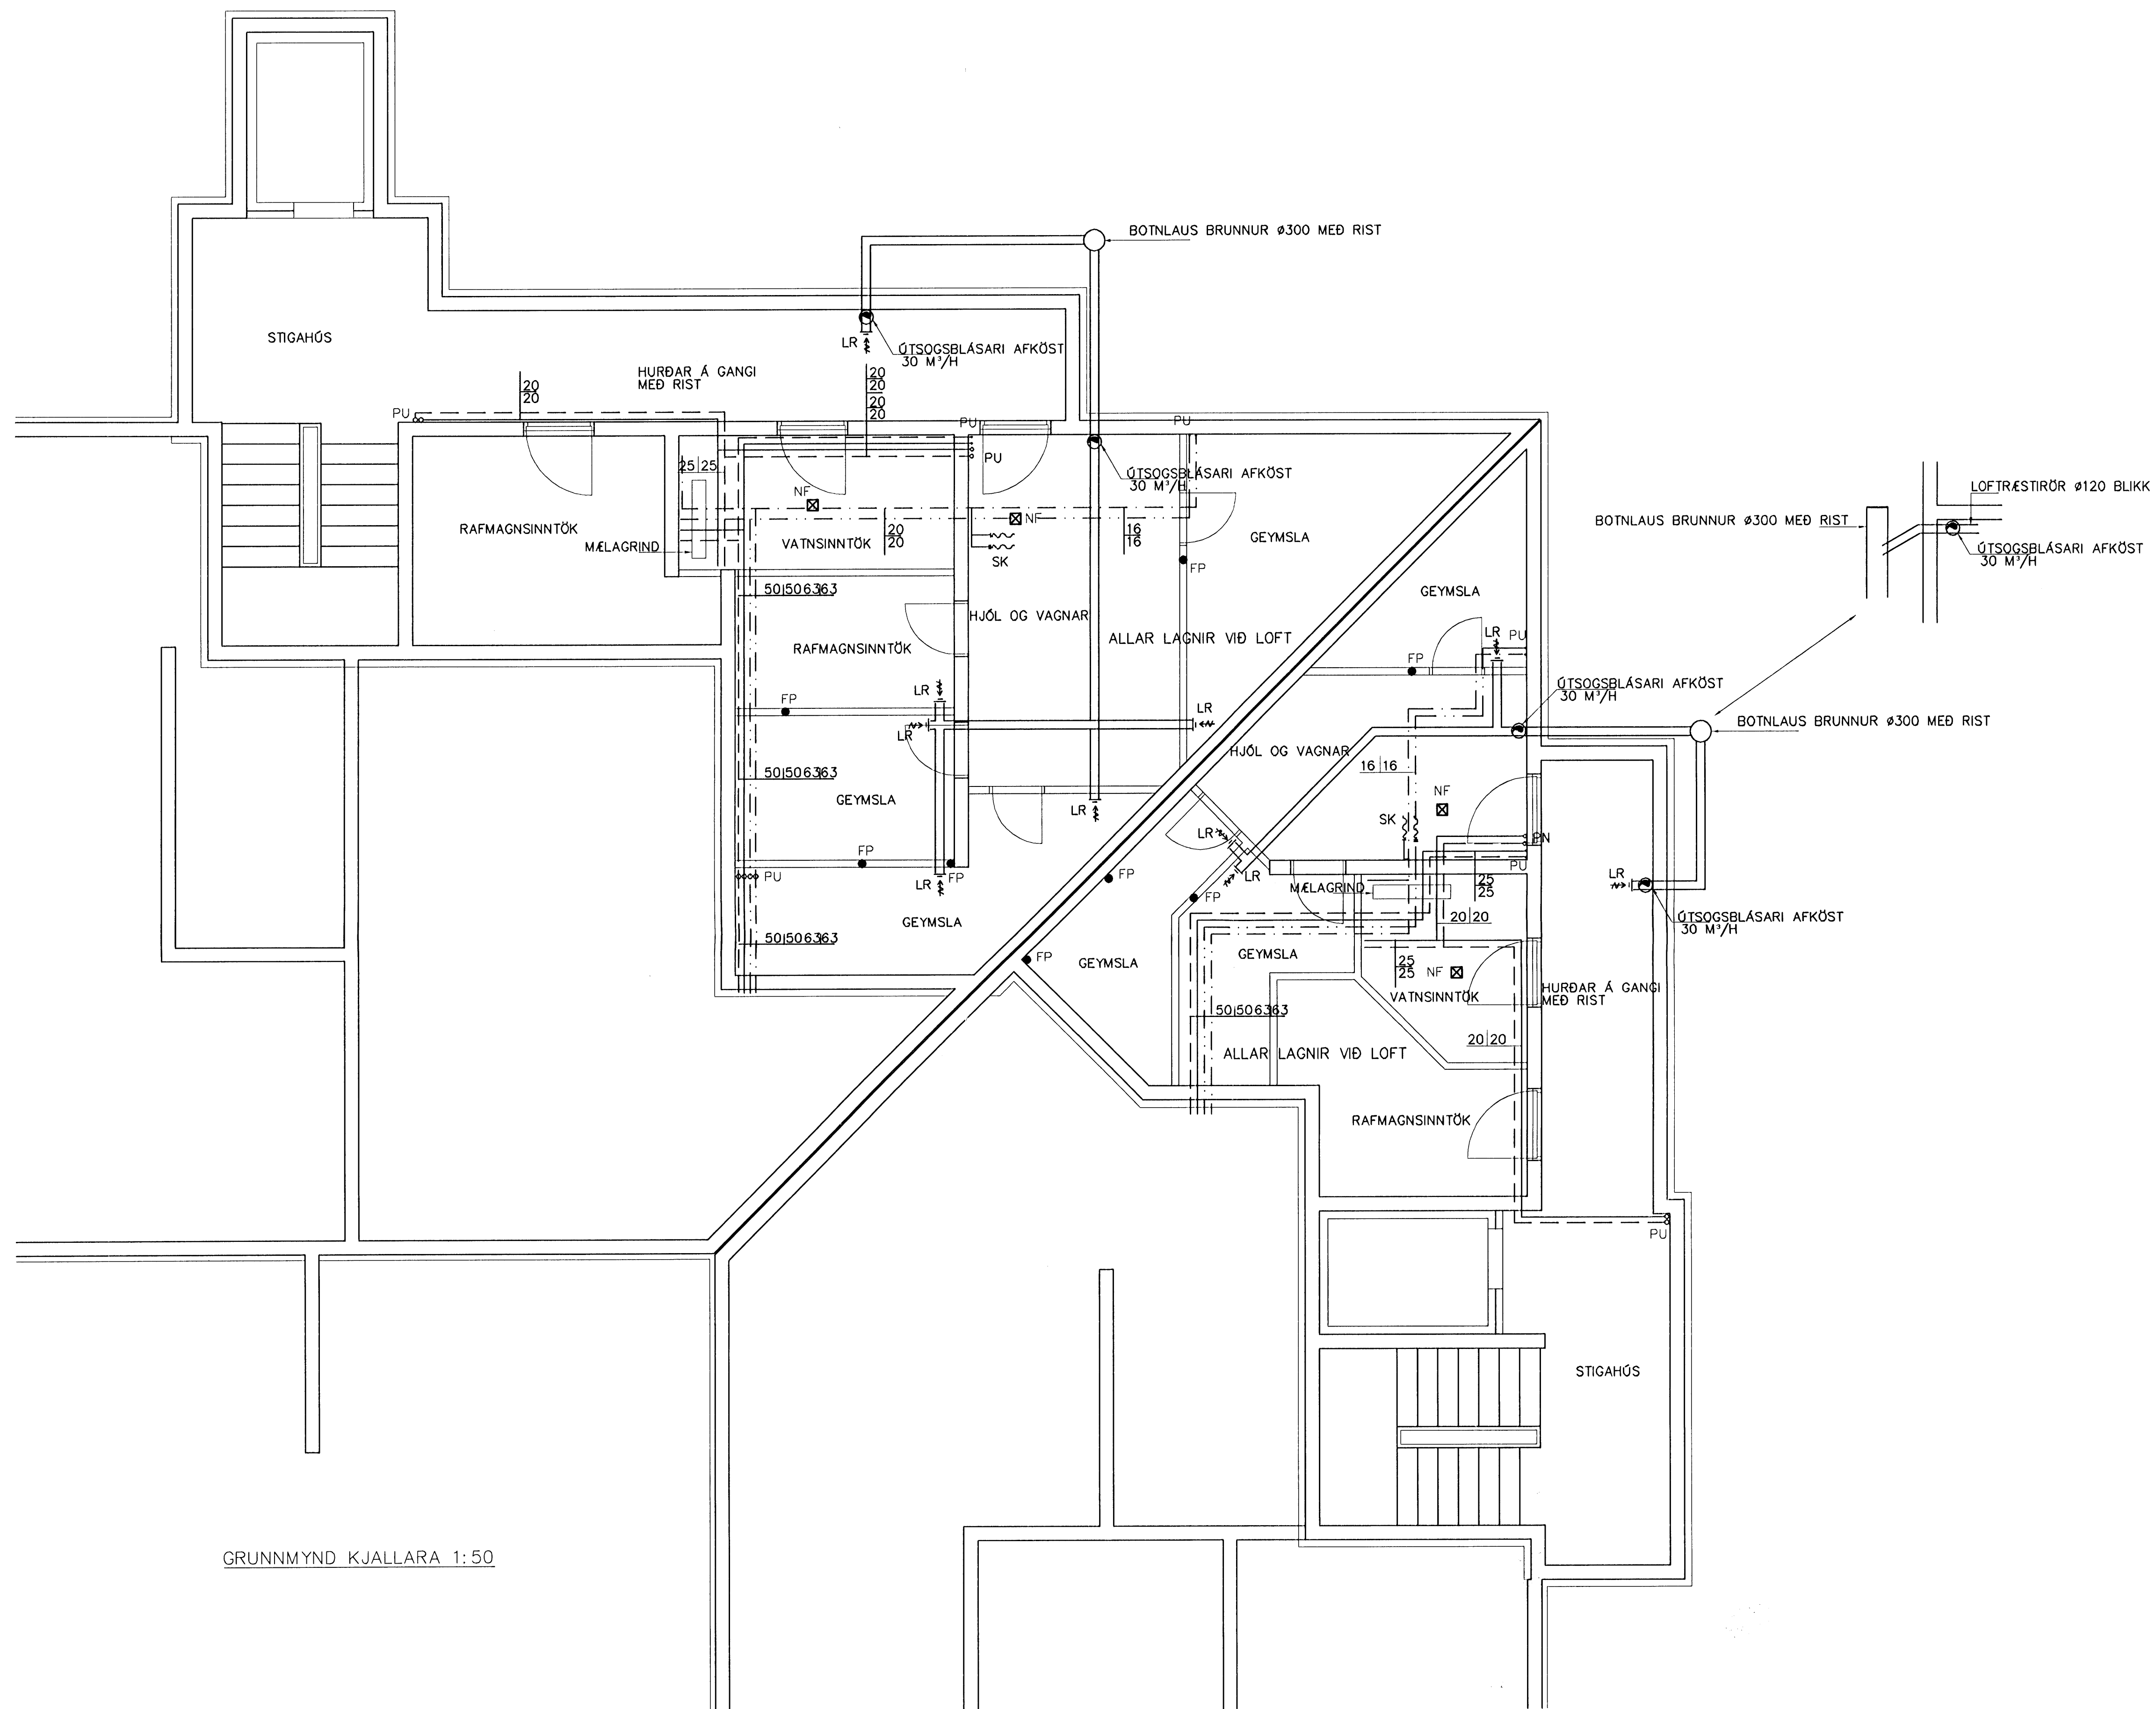 BOTNLAUS BRUNNUR ø300 MEÐ RIST
STIGAHÚS
LR
ÚTSOGSBLÁSARI AFKÖST
30 M³/H
HURÐAR Á GANGI
MEÐ RIST
20
20
20
20
20
20
PU
PU
PU
PU
25 25
NF
NF
ÚTSOGSBLÁSARI AFKÖST
30 M³/H
RAFMAGNSINNTÖK
MÆLAGRIND
VATNSINNTÖK
20
20
16
16
SK
GEYMSLA
FP
LOFTRÆSTIRÖR ø120 BLIKK
BOTNLAUS BRUNNUR ø300 MEÐ RIST
ÚTSOGSBLÁSARI AFKÖST
30 M³/H
50 50 63 63
HJÓL OG VAGNAR
GEYMSLA
ALLAR LAGNIR VIÐ LOFT
RAFMAGNSINNTÖK
LR
PU
FP
LR
FP
LR
LR
ÚTSOGSBLÁSARI AFKÖST
30 M³/H
BOTNLAUS BRUNNUR ø300 MEÐ RIST
HJÓL OG VAGNAR
50 50 63 63
16 16
GEYMSLA
LR
NF
SK
LR
PN
FP
FP
PU
LR
FP
LR
PU
MÆLAGRIND
25
25
LR
FP
20 20
ÚTSOGSBLÁSARI AFKÖST
30 M³/H
GEYMSLA
50 50 63 63
FP
GEYMSLA
GEYMSLA
25
25
NF
VATNSINNTÖK
HURÐAR Á GANGI
MEÐ RIST
50 50 63 63
20 20
ALLAR LAGNIR VIÐ LOFT
RAFMAGNSINNTÖK
PU
STIGAHÚS
GRUNNMYND KJALLARA 1:50